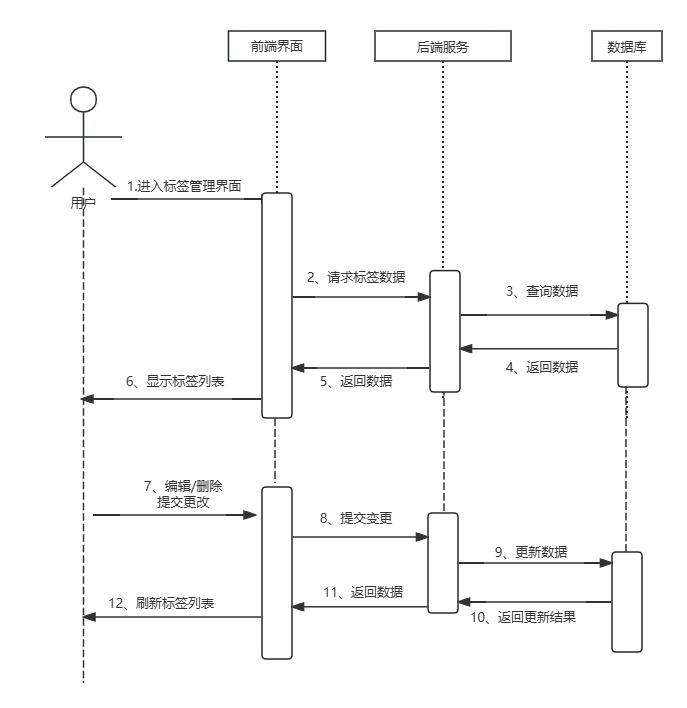 前端界面
后端服务
数据库
用户
1.进入标签管理界面
2、请求标签数据
3、查询数据
4、返回数据
5、返回数据
6、显示标签列表
7、编辑/删除
提交更改
8、提交变更
9、更新数据
10、返回更新结果
11、返回数据
12、刷新标签列表